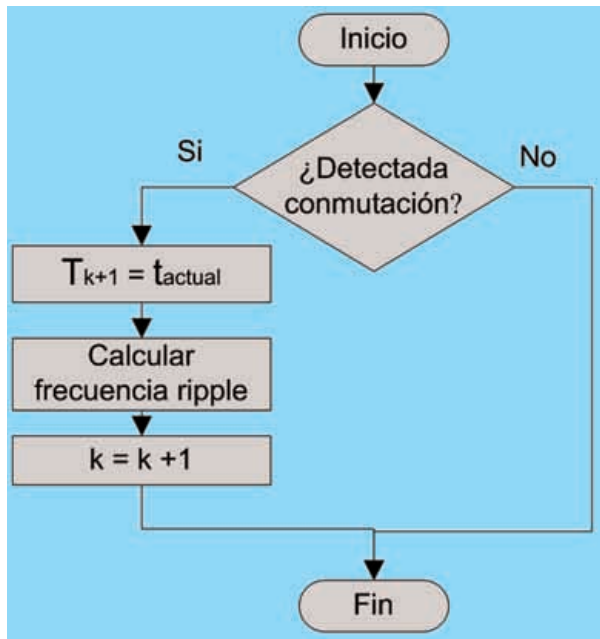 Inicio
¿Detectada
conmutación?
Si
No
Tk+1 = tactual
Calcular
frecuencia ripple
k = k +1
Fin